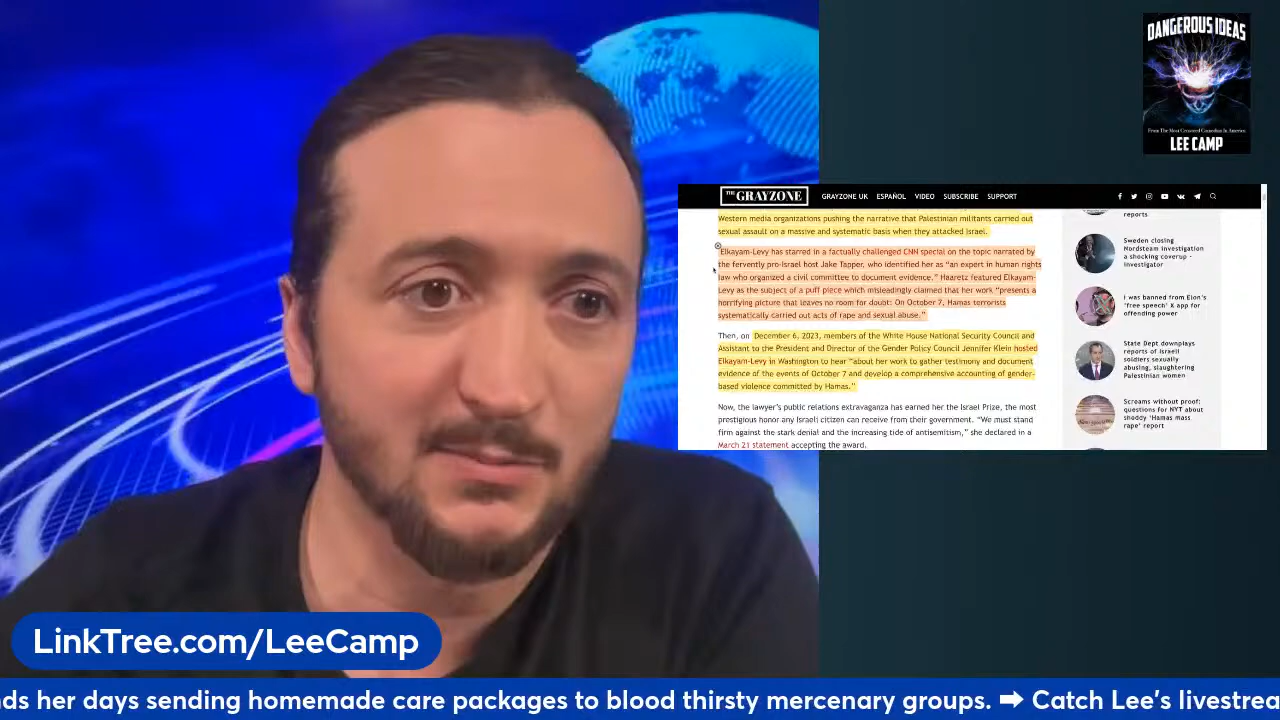 DANGEROUS IDEAS
From The Most Censored Comedian In America
LEE CAMP
THE GRAYZONE
GRAYZONE UK ESPAÑOL VIDEO SUBSCRIBE SUPPORT
Western media organizations pushing the narrative that Palestinian militants carried out
sexual assault on a massive and systematic basis when they attacked Israel.
Elkayam-Levy has starred in a factually challenged CNN special on the topic narrated by
the fervently pro-Israel host Jake Tapper, who identified her as “an expert in human rights
law who organized a civil committee to document evidence.” Haaretz featured Elkayam-
Levy as the subject of a puff piece which misleadingly claimed that her work “presents a
horrifying picture that leaves no room for doubt: On October 7, Hamas terrorists
systematically carried out acts of rape and sexual abuse.”
Then, on December 6, 2023, members of the White House National Security Council and
Assistant to the President and Director of the Gender Policy Council Jennifer Klein hosted
Elkayam-Levy in Washington to hear “about her work to gather testimony and document
evidence of the events of October 7 and develop a comprehensive accounting of gender-
based violence committed by Hamas.”
Now, the lawyer’s public relations extravaganza has earned her the Israel Prize, the most
prestigious honor any Israeli citizen can receive from their government. “We must stand
firm against the stark denial and the increasing tide of antisemitism,” she declared in a
March 21 statement accepting the award.
reports
Sweden closing
Nordstream investigation
a shocking coverup -
investigator
I was banned from Elon’s
‘free speech’ X app for
offending power
State Dept downplays
reports of Israeli
soldiers sexually
abusing, slaughtering
Palestinian women
Screams without proof:
questions for NYT about
shoddy ‘Hamas mass
rape’ report
LinkTree.com/LeeCamp
nds her days sending homemade care packages to blood thirsty mercenary groups. ➡ Catch Lee’s livestrea